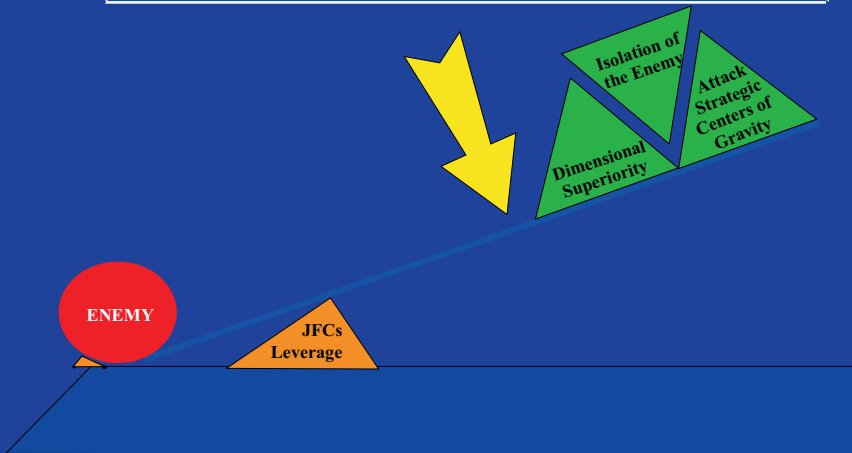 Isolation of
the Enemy
Attack
Strategic
Centers of
Gravity
Dimensional
Superiority
ENEMY
JFCs
Leverage